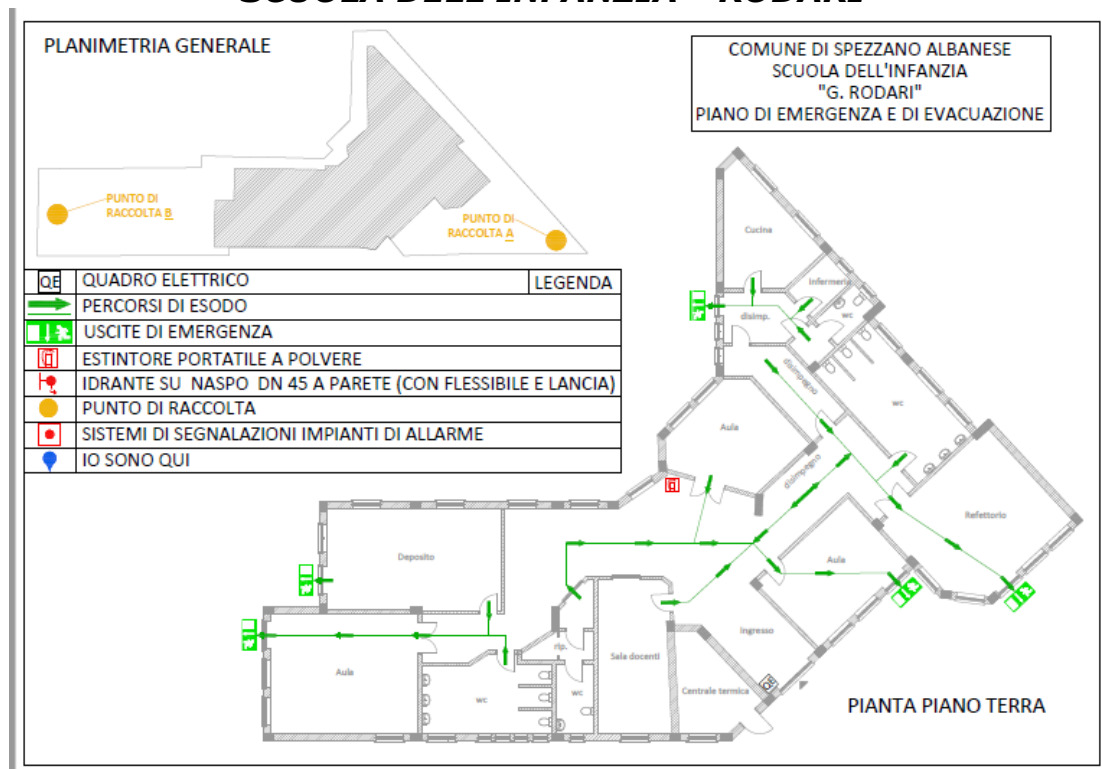 SCUOLA DELL'INFANZIA "RODARI"
PLANIMETRIA GENERALE
COMUNE DI SPEZZANO ALBANESE
SCUOLA DELL'INFANZIA
"G. RODARI"
PIANO DI EMERGENZA E DI EVACUAZIONE
PUNTO DI
RACCOLTA B
PUNTO DI
RACCOLTA A
QE QUADRO ELETTRICO LEGENDA
PERCORSI DI ESODO
USCITE DI EMERGENZA
ESTINTORE PORTATILE A POLVERE
IDRANTE SU NASPO DN 45 A PARETE (CON FLESSIBILE E LANCIA)
PUNTO DI RACCOLTA
SISTEMI DI SEGNALAZIONI IMPIANTI DI ALLARME
IO SONO QUI
Cucina
infermeria
disimp.
wc
disimpegno
wc
Aula
disimpegno
Refettorio
Deposito
Aula
Ingresso
rip.
Sala docenti
Aula
wc
wc
Centrale termica
QE
PIANTA PIANO TERRA